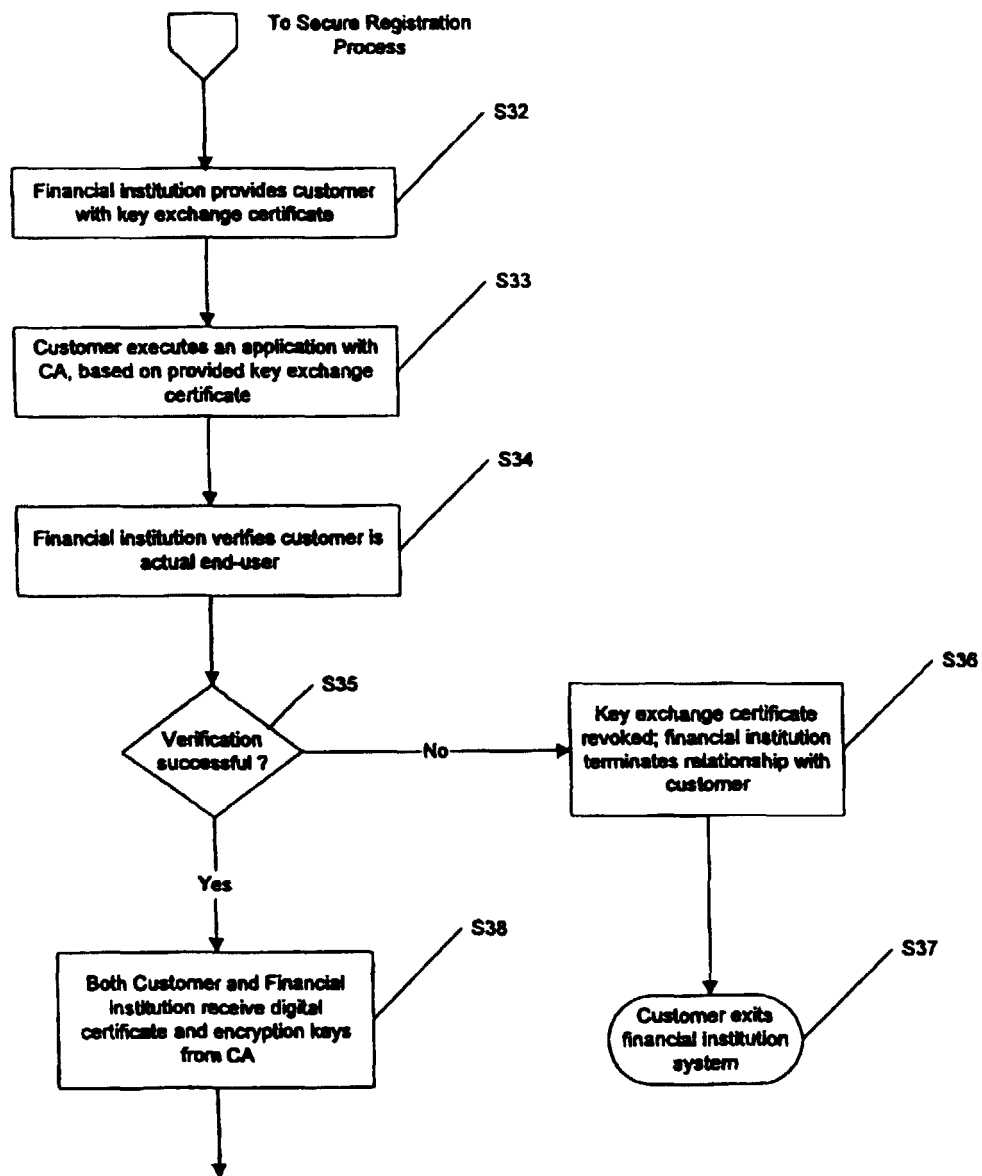 To Secure Registration
Process
S32
Financial institution provides customer
with key exchange certificate
S33
Customer executes an application with
CA, based on provided key exchange
certificate
S34
Financial institution verifies customer is
actual end-user
S35
Verification
successful ?
No
S36
Key exchange certificate
revoked; financial institution
terminates relationship with
customer
Yes
S38
Both Customer and Financial
Institution receive digital
certificate and encryption keys
from CA
S37
Customer exits
financial institution
system